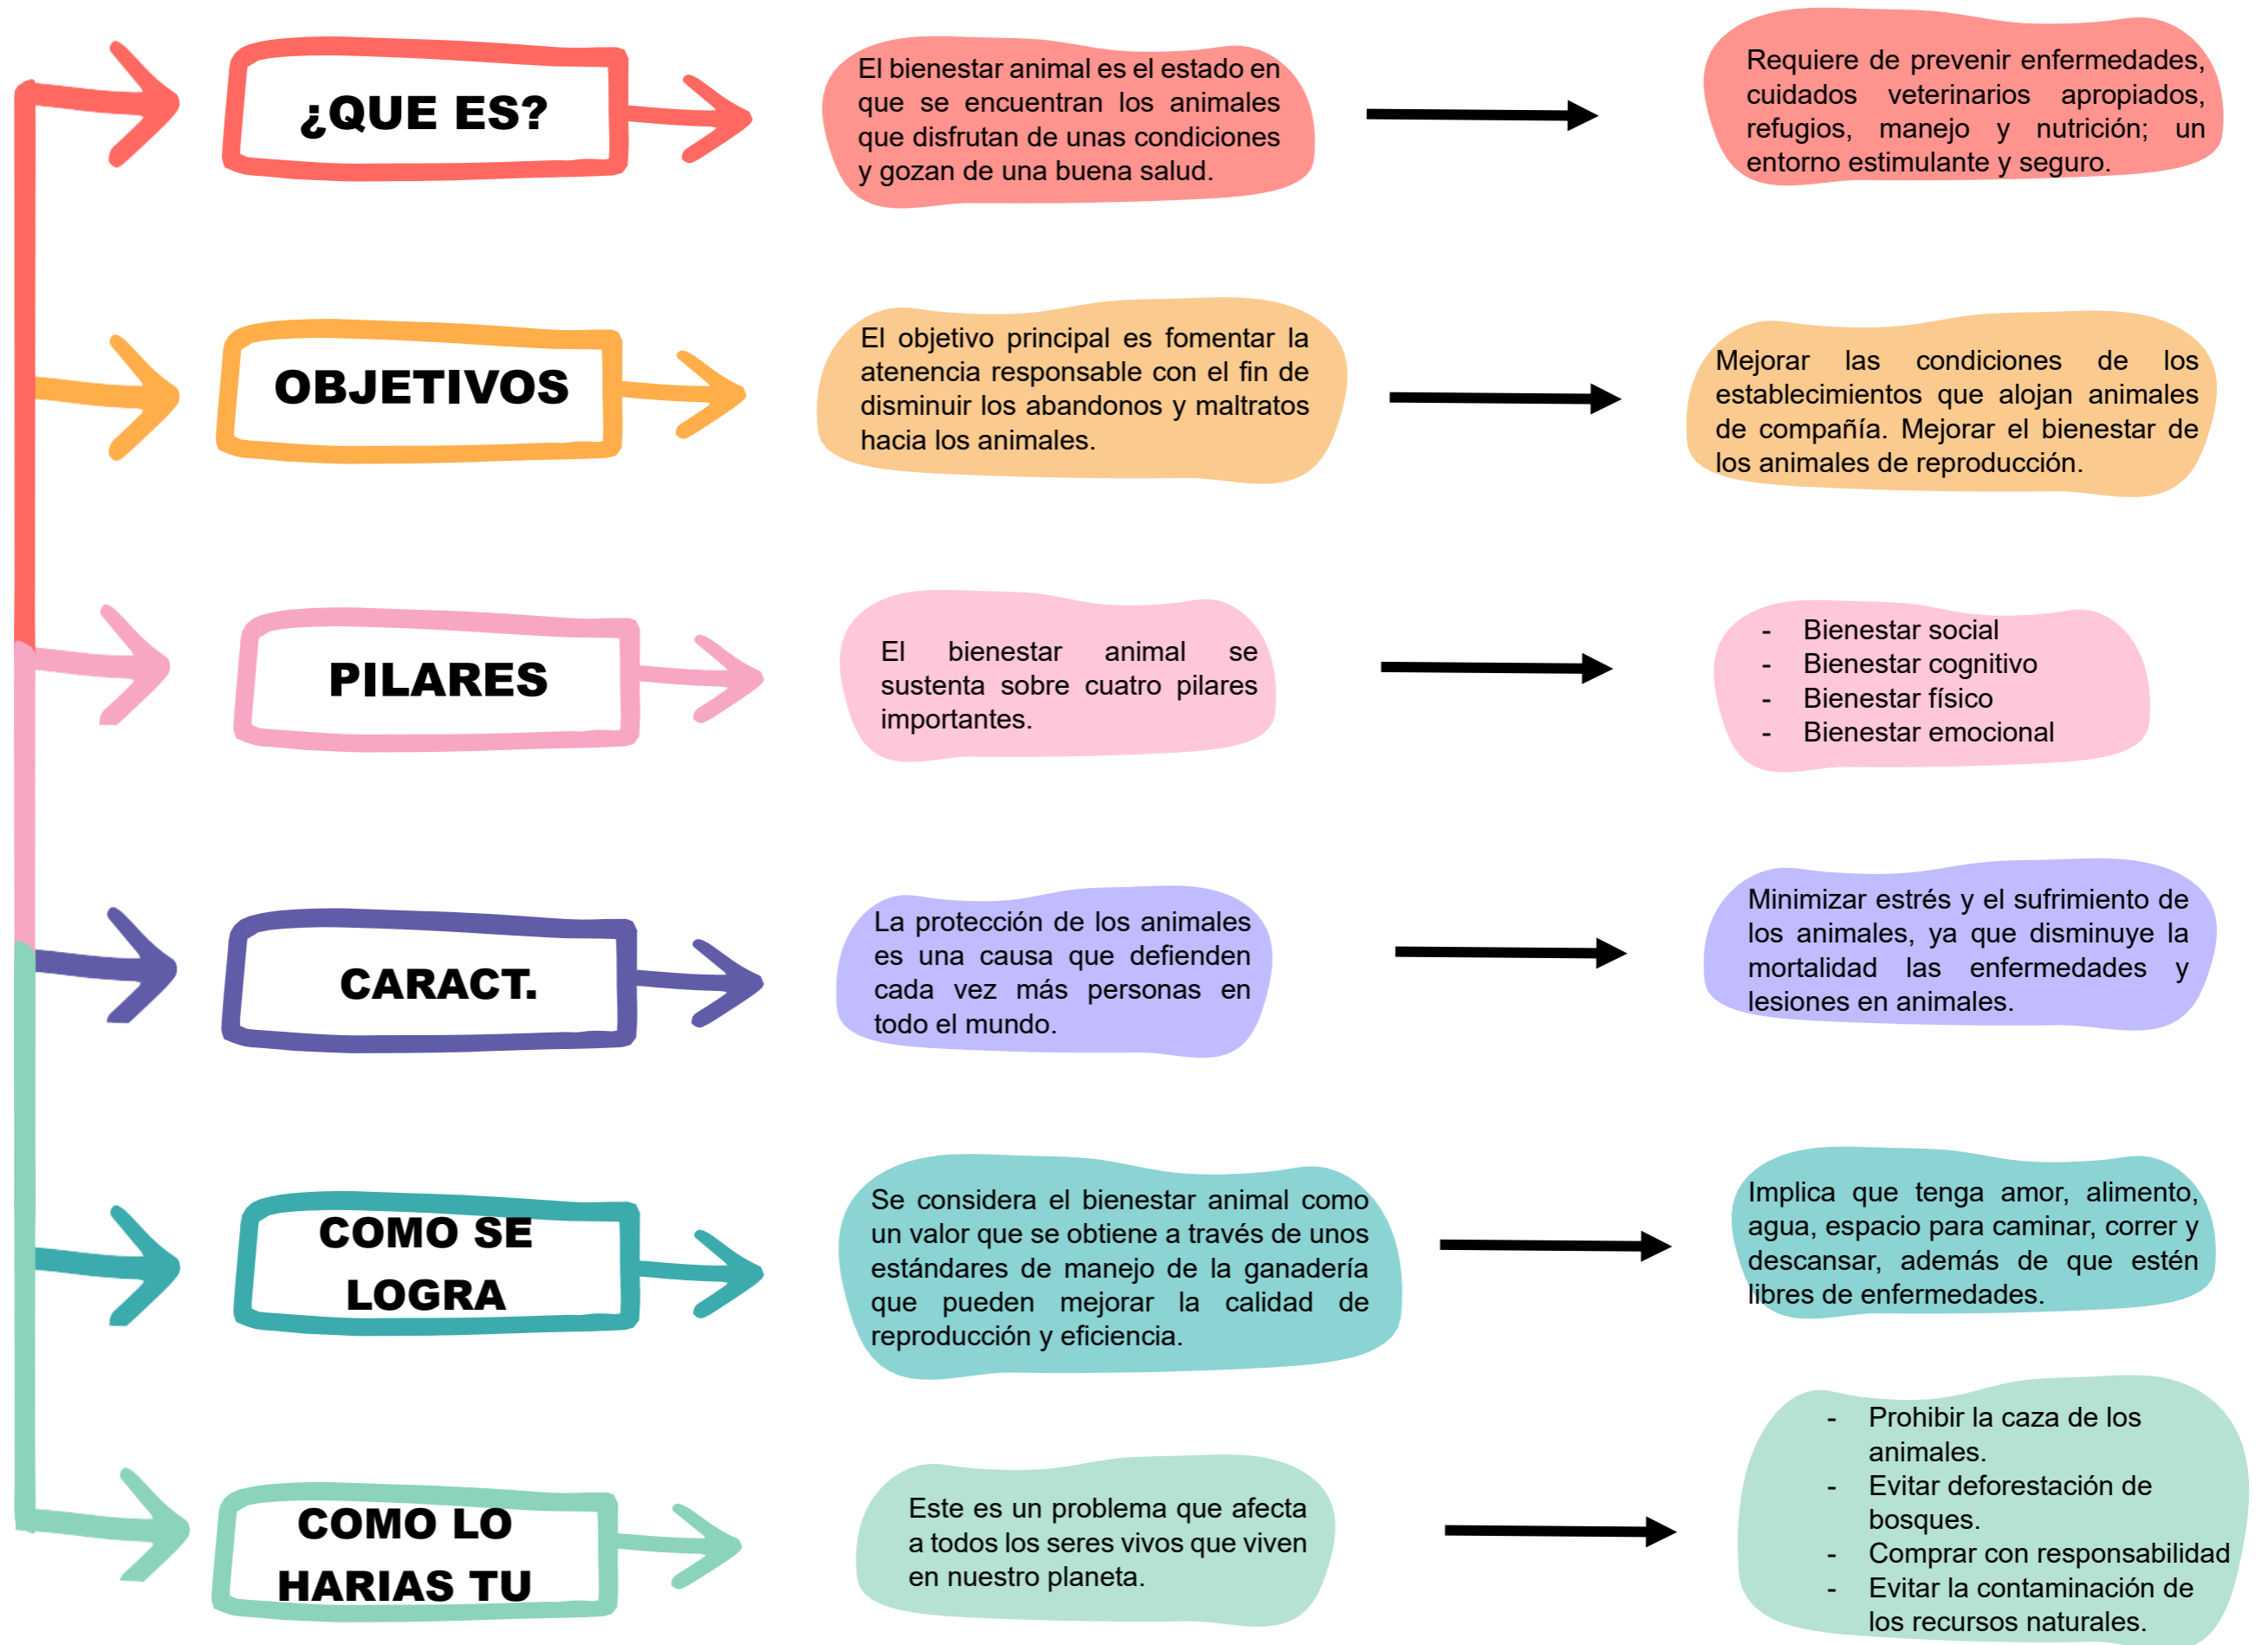 ¿QUE ES?
El bienestar animal es el estado en
que se encuentran los animales
que disfrutan de unas condiciones
y gozan de una buena salud.
Requiere de prevenir enfermedades,
cuidados veterinarios apropiados,
refugios, manejo y nutrición; un
entorno estimulante y seguro.
OBJETIVOS
El objetivo principal es fomentar la
atenencia responsable con el fin de
disminuir los abandonos y maltratos
hacia los animales.
Mejorar las condiciones de los
establecimientos que alojan animales
de compañía. Mejorar el bienestar de
los animales de reproducción.
PILARES
El bienestar animal se
sustenta sobre cuatro pilares
importantes.
- Bienestar social
- Bienestar cognitivo
- Bienestar físico
- Bienestar emocional
CARACT.
La protección de los animales
es una causa que defienden
cada vez más personas en
todo el mundo.
Minimizar estrés y el sufrimiento de
los animales, ya que disminuye la
mortalidad las enfermedades y
lesiones en animales.
COMO SE
LOGRA
Se considera el bienestar animal como
un valor que se obtiene a través de unos
estándares de manejo de la ganadería
que pueden mejorar la calidad de
reproducción y eficiencia.
Implica que tenga amor, alimento,
agua, espacio para caminar, correr y
descansar, además de que estén
libres de enfermedades.
COMO LO
HARIAS TU
Este es un problema que afecta
a todos los seres vivos que viven
en nuestro planeta.
- Prohibir la caza de los
animales.
- Evitar deforestación de
bosques.
- Comprar con responsabilidad
- Evitar la contaminación de
los recursos naturales.